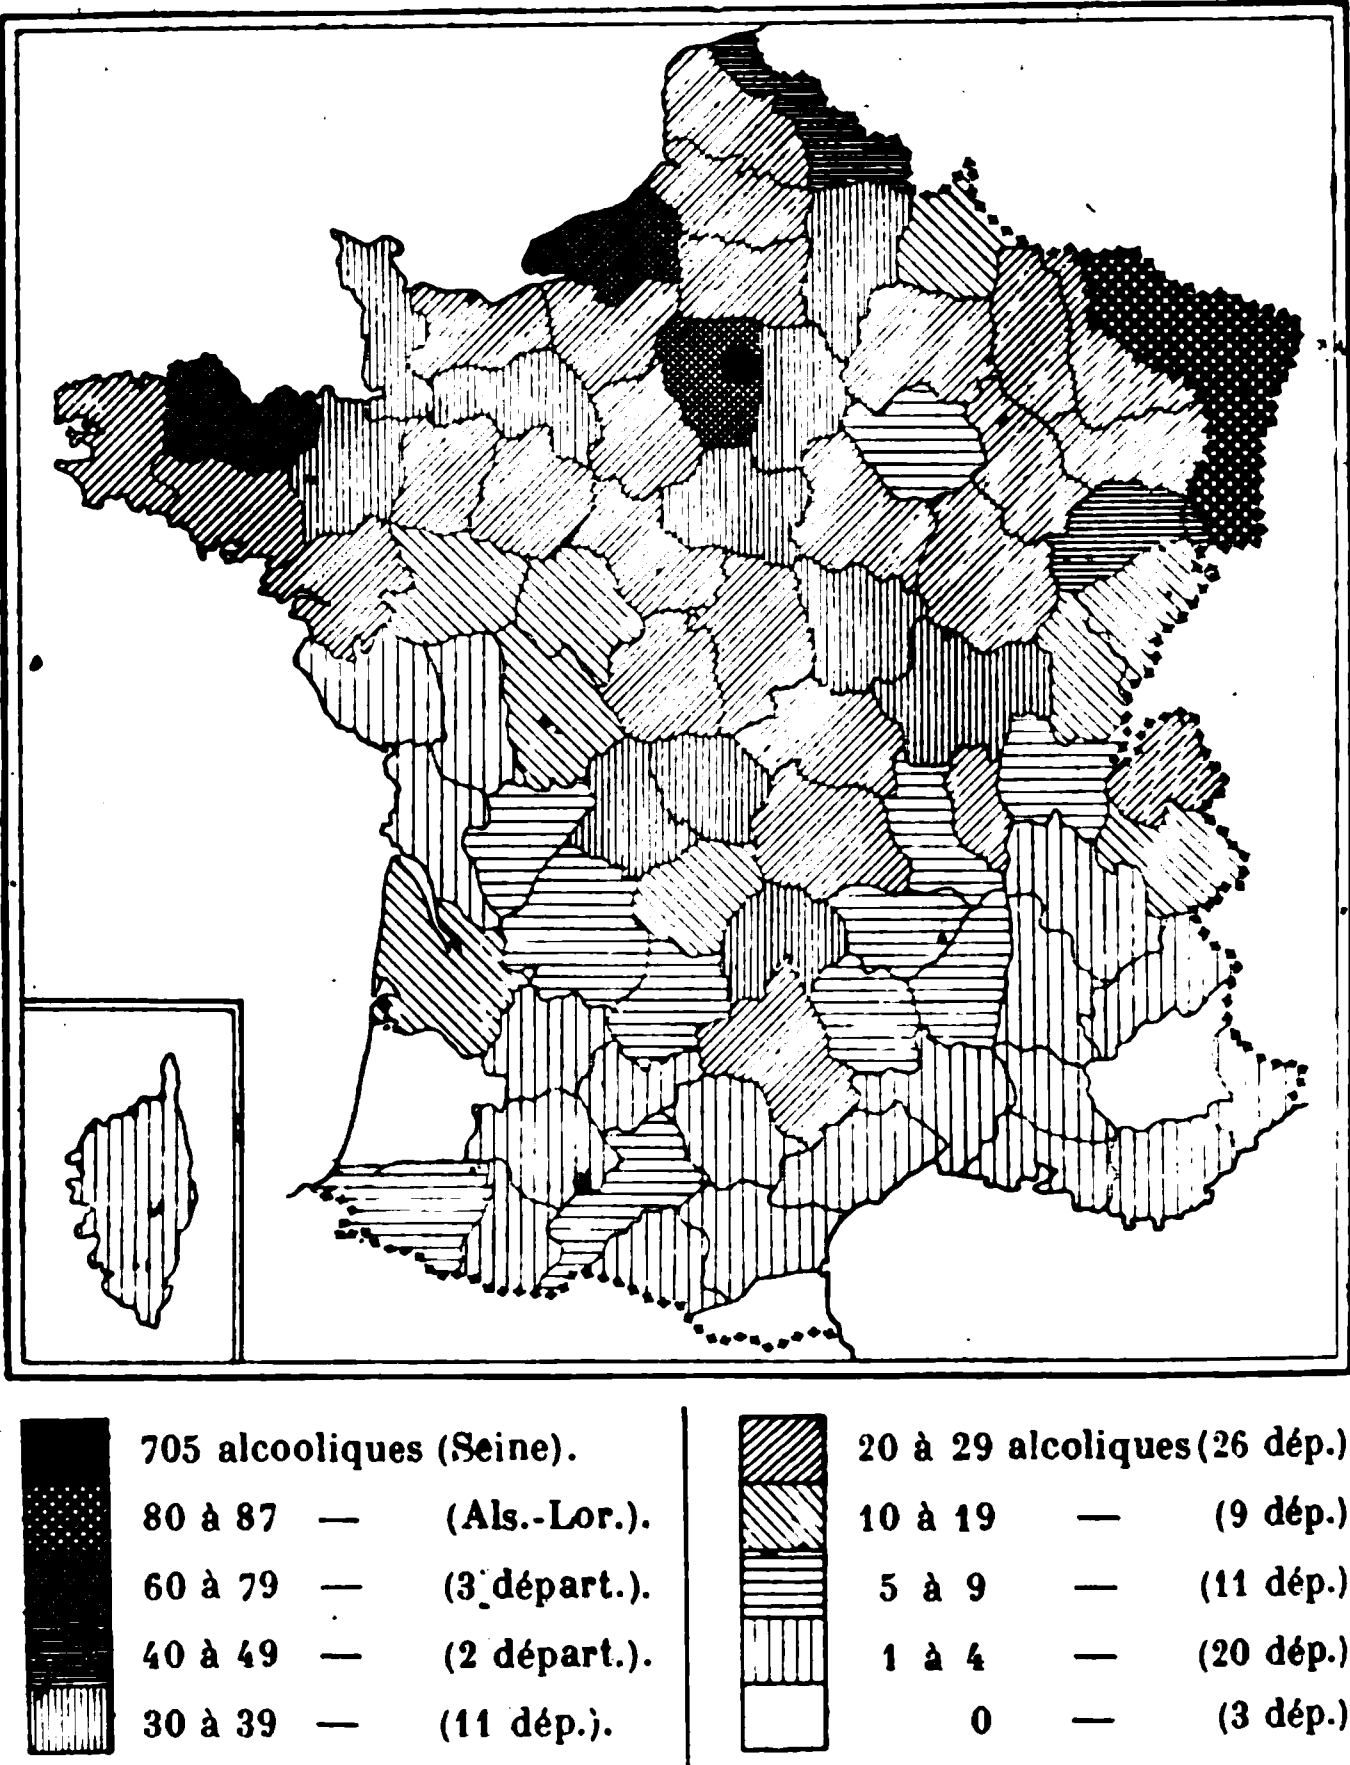 705 alcooliques (Seine).
80 à 87 — (Als.-Lor.).
60 à 79 — (3 départ.).
40 à 49 — (2 départ.).
30 à 39 — (11 dép.).
20 à 29 alcoliques (26 dép.)
10 à 19 — (9 dép.)
5 à 9 — (11 dép.)
1 à 4 — (20 dép.)
0 — (3 dép.)